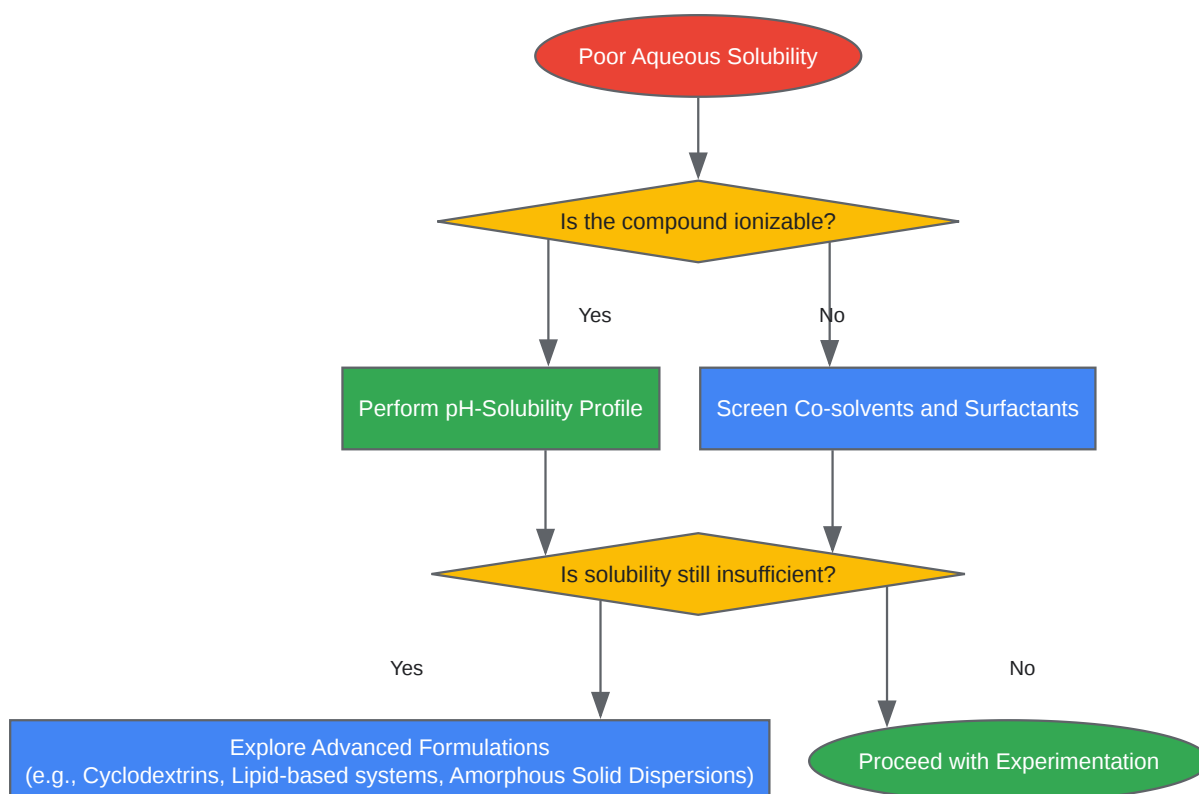 Poor Aqueous Solubility
Is the compound ionizable?
Yes
No
Perform pH-Solubility Profile
Screen Co-solvents and Surfactants
Is solubility still insufficient?
Yes
No
Explore Advanced Formulations
(e.g., Cyclodextrins, Lipid-based systems, Amorphous Solid Dispersions)
Proceed with Experimentation